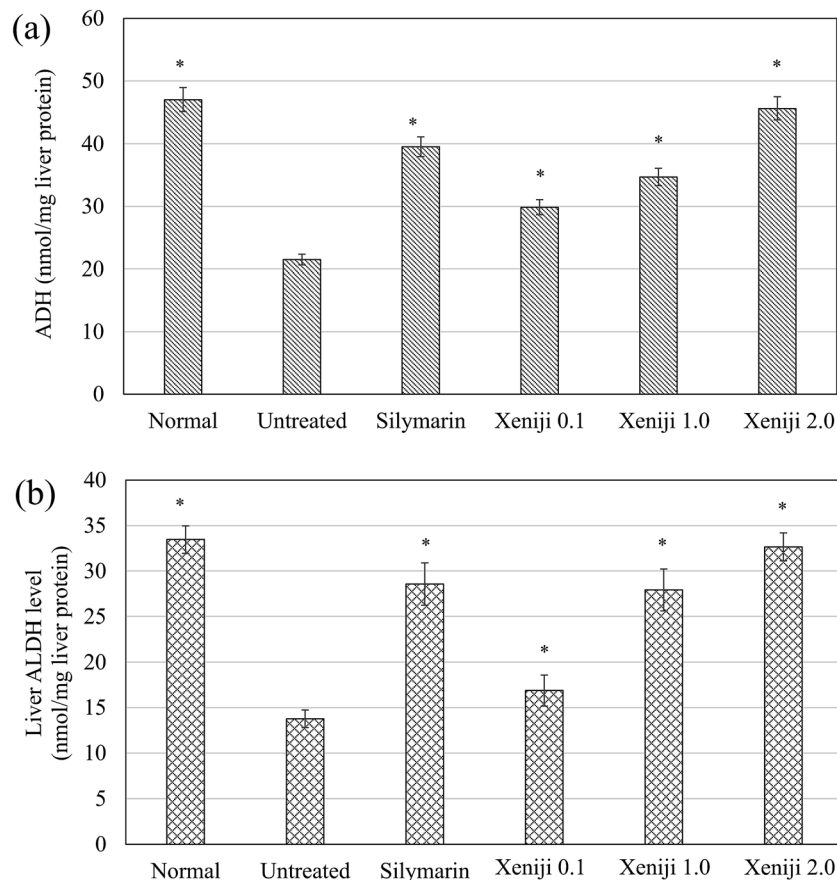 (a)
ADH (nmol/mg liver protein)
60
50
40
30
20
10
0
* * * * *
Normal Untreated Silymarin Xeniji 0.1 Xeniji 1.0 Xeniji 2.0
(b)
Liver ALDH level
(nmol/mg liver protein)
40
35
30
25
20
15
10
5
0
* * * * *
Normal Untreated Silymarin Xeniji 0.1 Xeniji 1.0 Xeniji 2.0